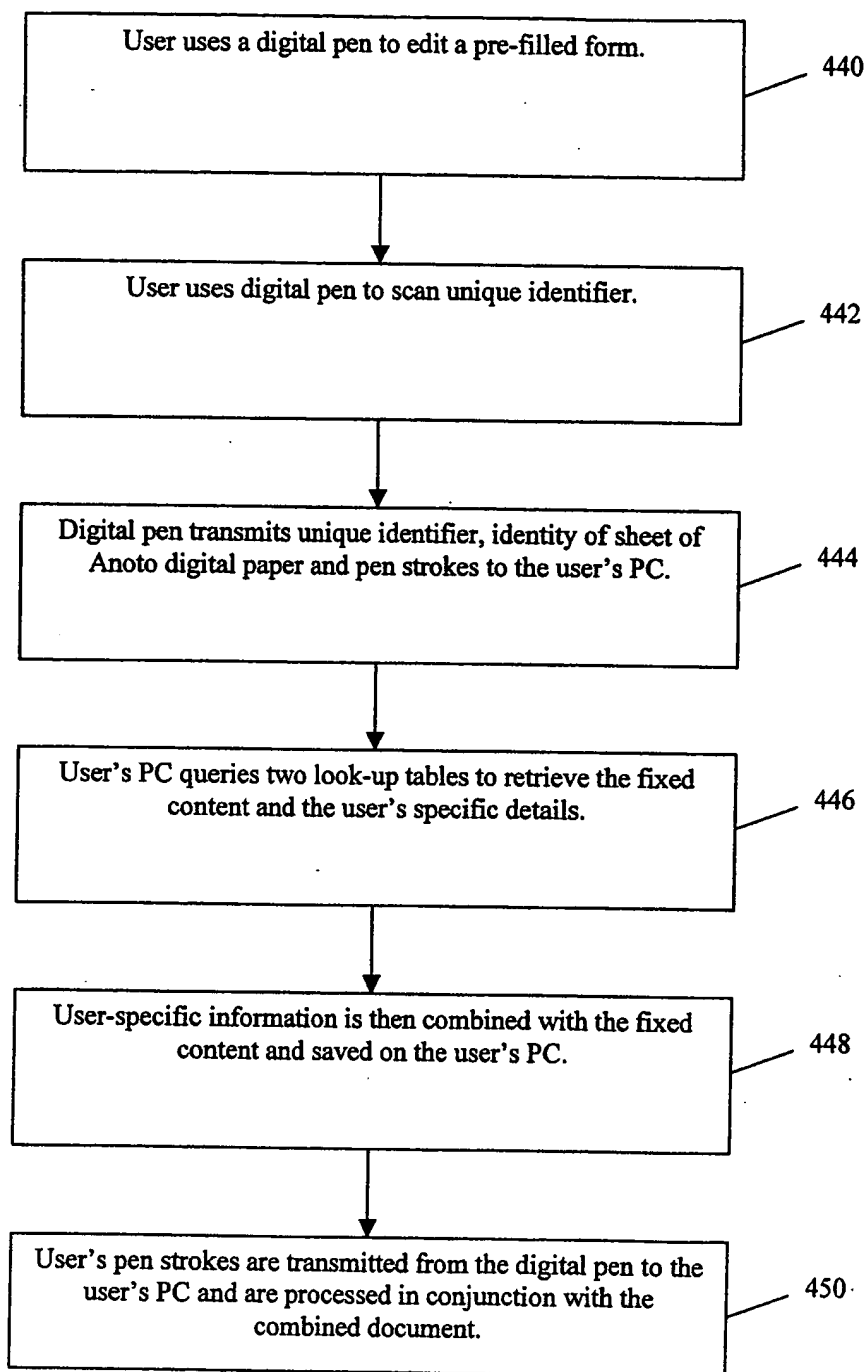 User uses a digital pen to edit a pre-filled form.
440
User uses digital pen to scan unique identifier.
442
Digital pen transmits unique identifier, identity of sheet of
Anoto digital paper and pen strokes to the user's PC.
444
User's PC queries two look-up tables to retrieve the fixed
content and the user's specific details.
446
User-specific information is then combined with the fixed
content and saved on the user's PC.
448
User's pen strokes are transmitted from the digital pen to the
user's PC and are processed in conjunction with the
combined document.
450